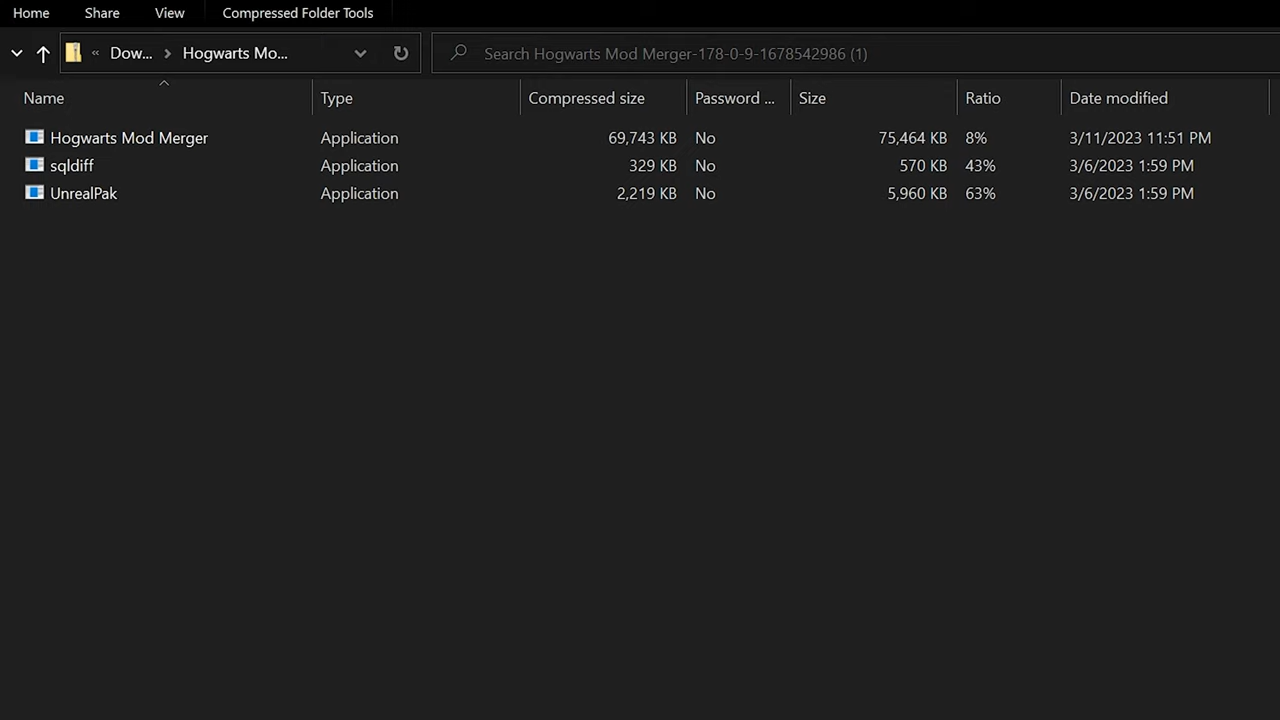 Home Share View Compressed Folder Tools
« Dow... Hogwarts Mo... Search Hogwarts Mod Merger-178-0-9-1678542986 (1)
Name Type Compressed size Password ... Size Ratio Date modified
Hogwarts Mod Merger Application 69,743 KB No 75,464 KB 8% 3/11/2023 11:51 PM
sqldiff Application 329 KB No 570 KB 43% 3/6/2023 1:59 PM
UnrealPak Application 2,219 KB No 5,960 KB 63% 3/6/2023 1:59 PM